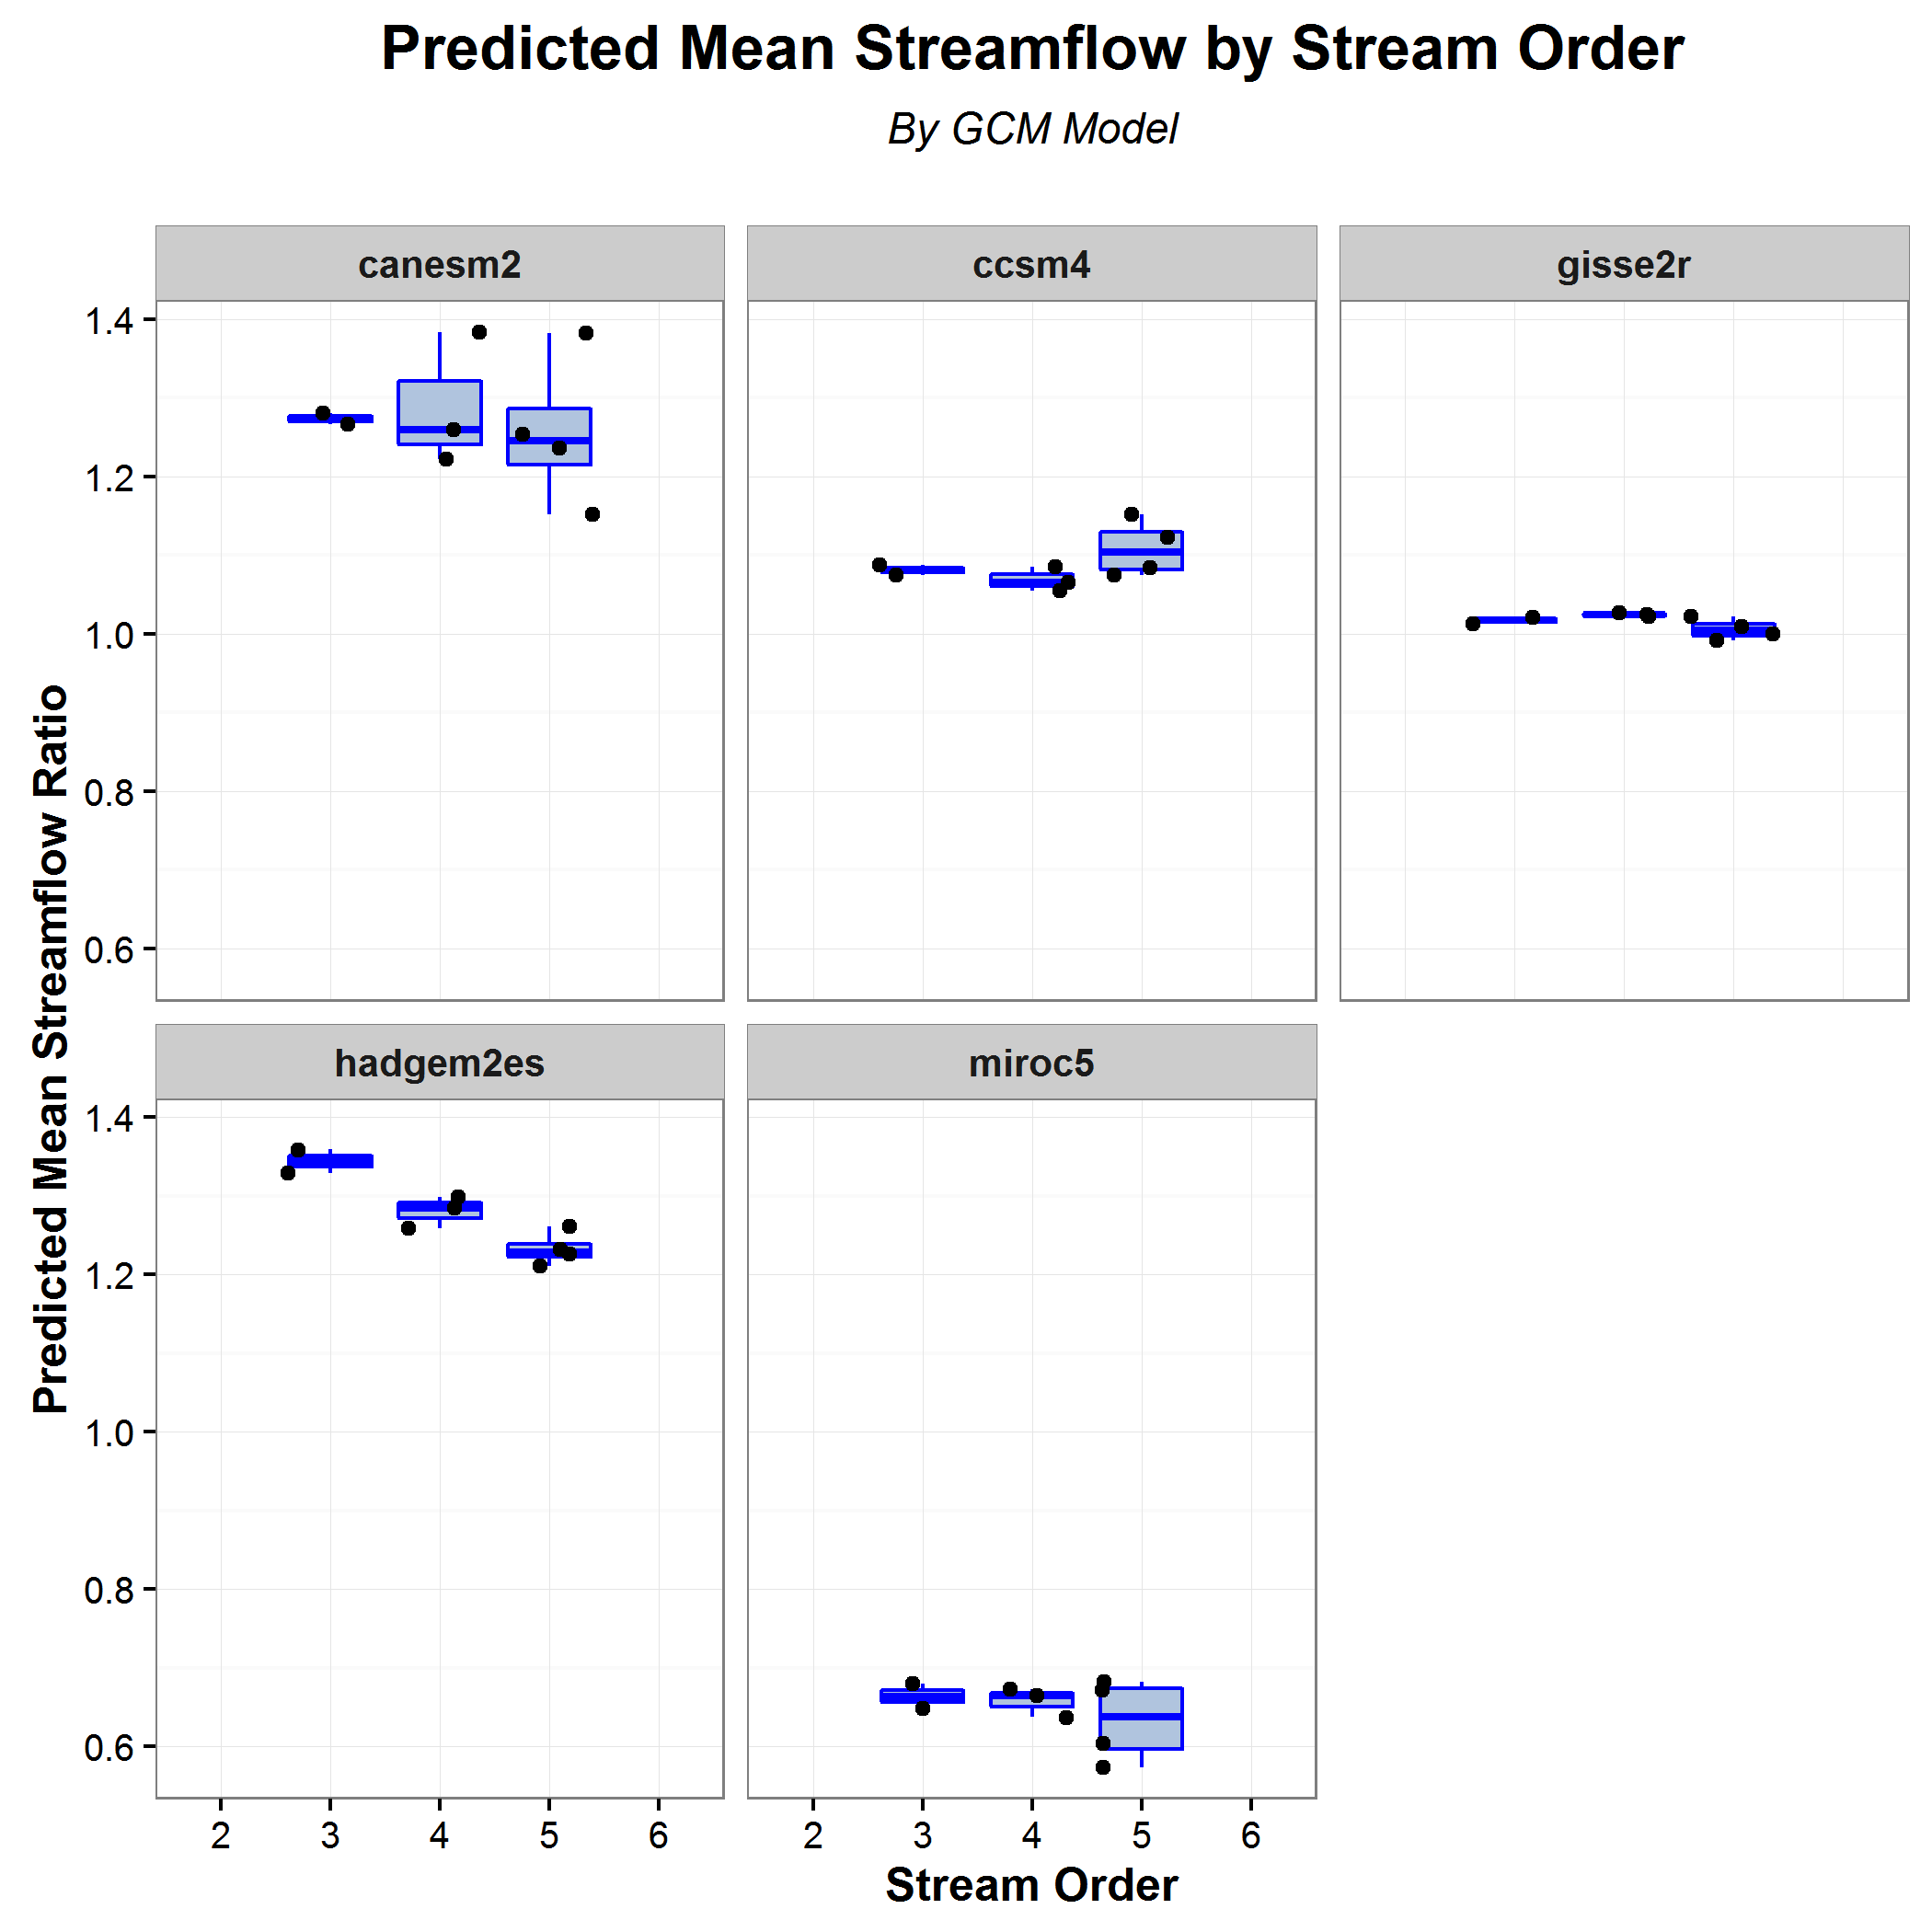 Predicted Mean Streamflow by Stream Order
By GCM Model
canesm2
ccsm4
gisse2r
1.4
1.2
1.0
0.8
0.6
Predicted Mean Streamflow Ratio
hadgem2es
miroc5
1.4
1.2
1.0
0.8
0.6
2 3 4 5 6
2 3 4 5 6
Stream Order